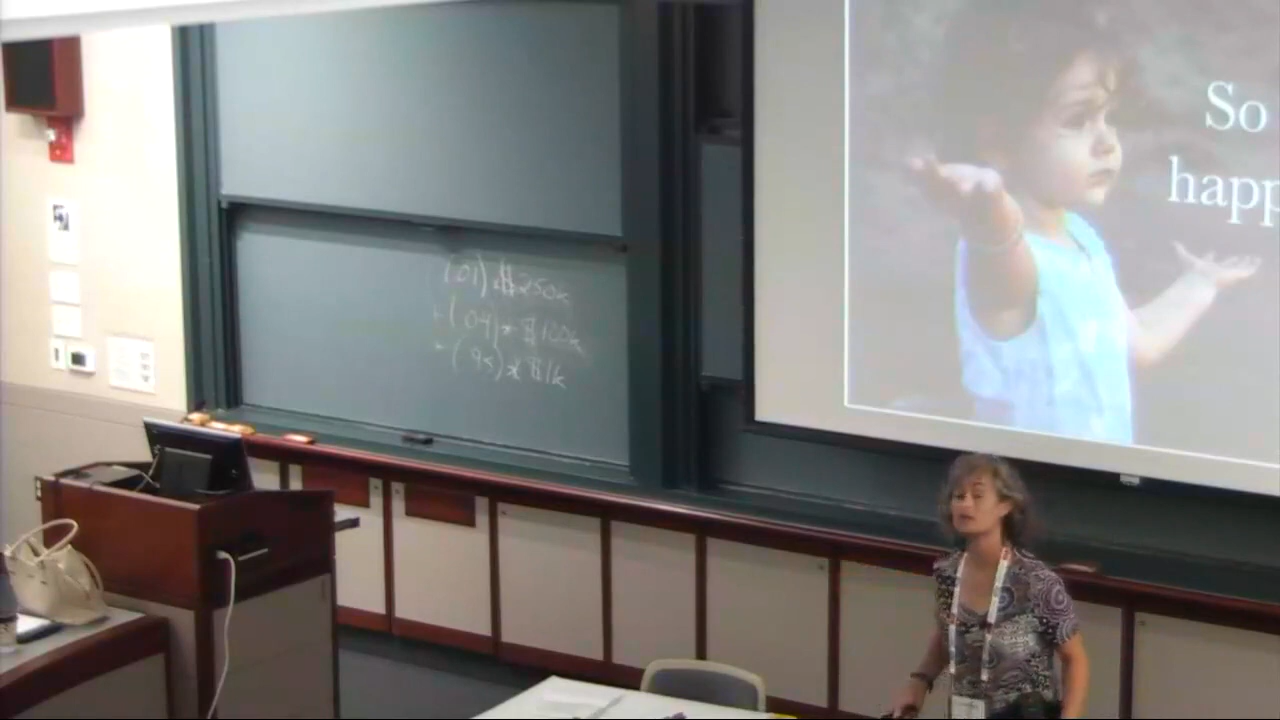 (.01) x $250k
+ (.04) x $100k
+ (.95) x $1k
So
happ